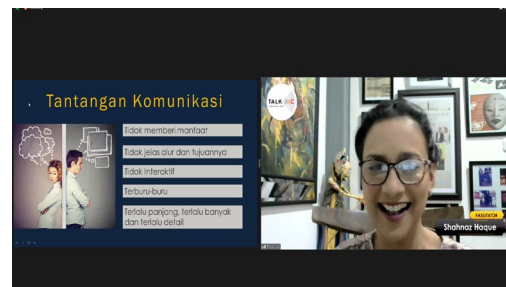 Tantangan Komunikasi
Tidak memberi manfaat
Tidak jelas alur dan tujuannya
Tidak Interaktif
Terburu-buru
Terlalu panjang, terlalu banyak
dan terlalu detail
TALK INC
FASILITATOR
Shahnaz Haque